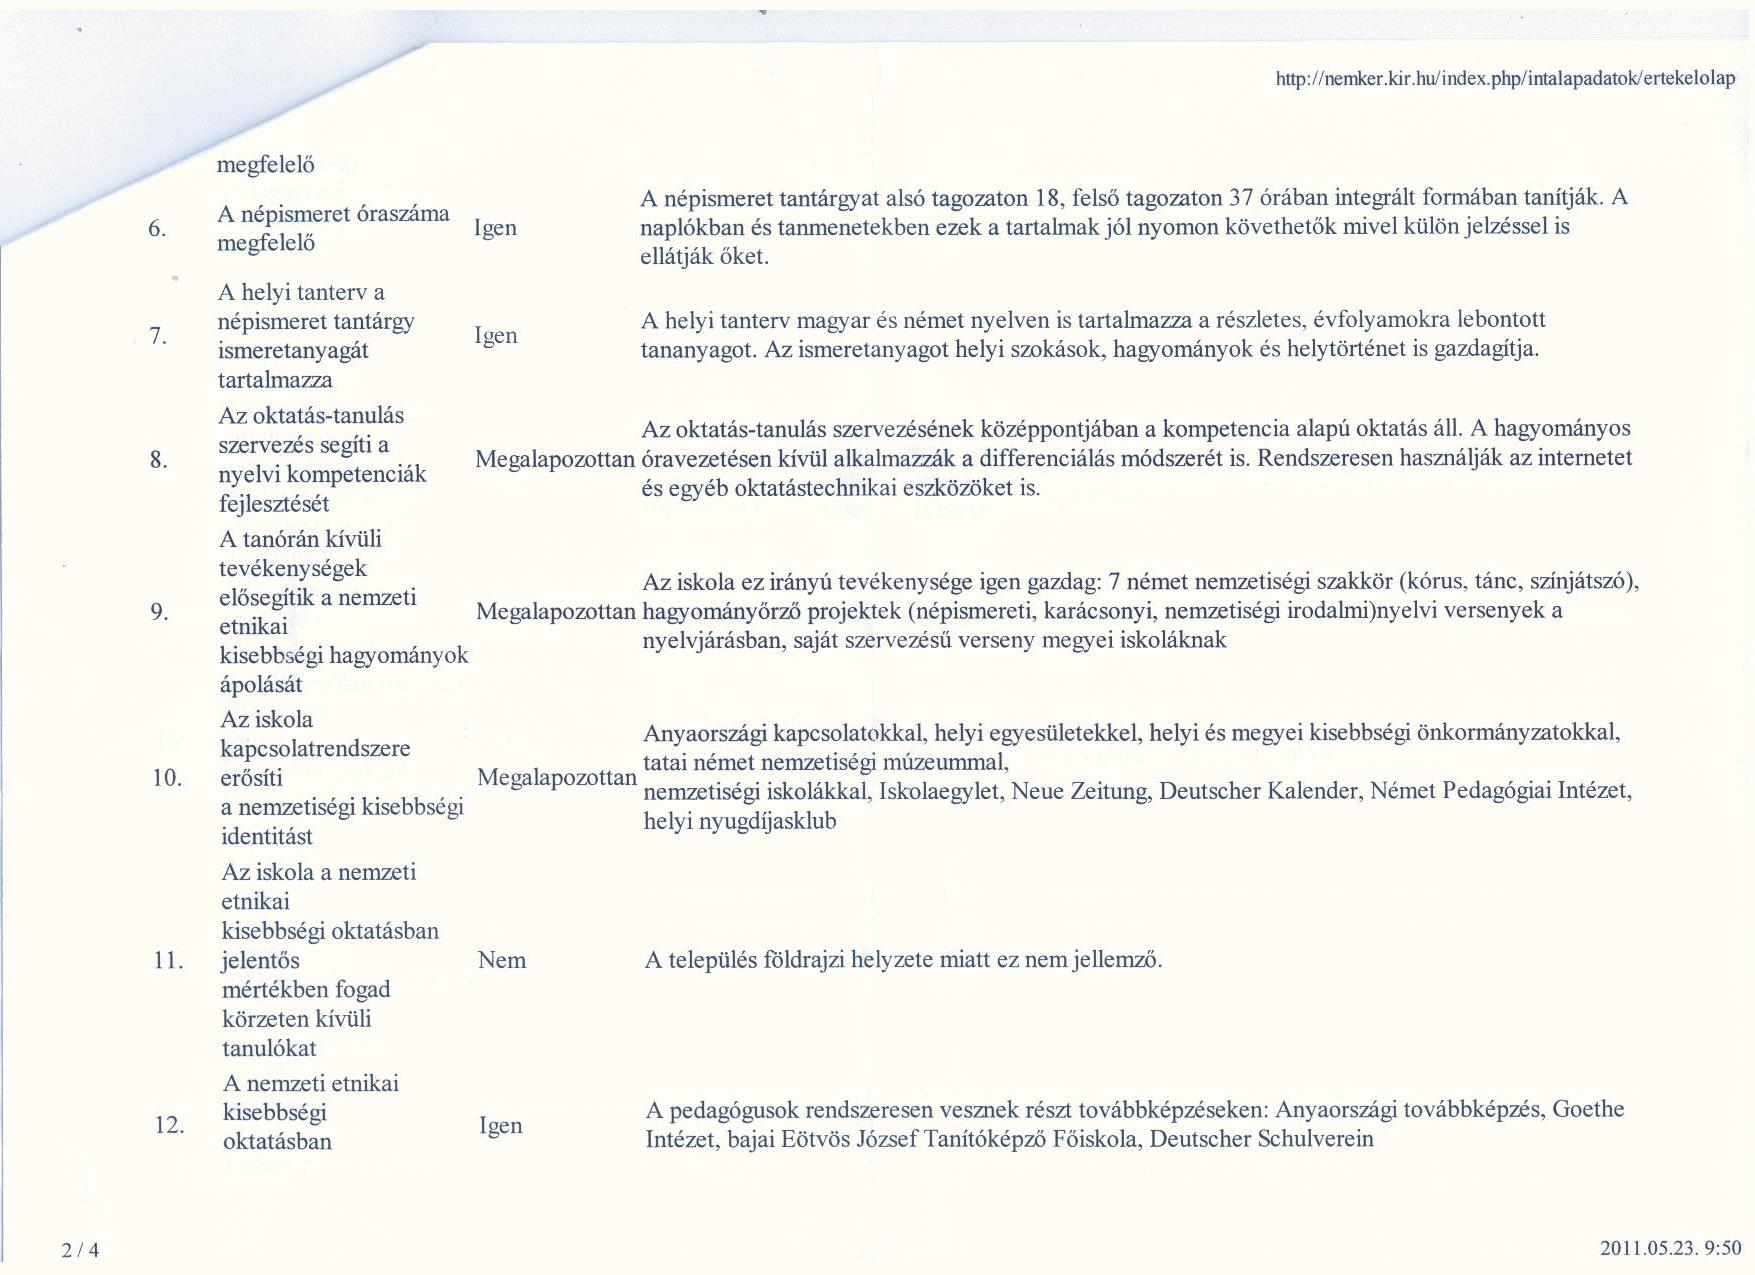 http://nemker.kir.hu/index.php/intalapadatok/ertekelolap
megfelelő
6.
A népismeret óraszáma
megfelelő
Igen
A népismeret tantárgyat alsó tagozaton 18, felső tagozaton 37 órában integrált formában tanítják. A
naplókban és tanmenetekben ezek a tartalmak jól nyomon követhetők mivel külön jelzéssel is
ellátják őket.
7.
A helyi tanterv a
népismeret tantárgy
ismeretanyagát
tartalmazza
Igen
A helyi tanterv magyar és német nyelven is tartalmazza a részletes, évfolyamokra lebontott
tananyagot. Az ismeretanyagot helyi szokások, hagyományok és helytörténet is gazdagítja.
8.
Az oktatás-tanulás
szervezés segíti a
nyelvi kompetenciák
fejlesztését
Megalapozottan
Az oktatás-tanulás szervezésének középpontjában a kompetencia alapú oktatás áll. A hagyományos
óravezetésen kívül alkalmazzák a differenciálás módszerét is. Rendszeresen használják az internetet
és egyéb oktatástechnikai eszközöket is.
9.
A tanórán kívüli
tevékenységek
elősegítik a nemzeti
etnikai
kisebbségi hagyományok
ápolását
Megalapozottan
Az iskola ez irányú tevékenysége igen gazdag: 7 német nemzetiségi szakkör (kórus, tánc, színjátszó),
hagyományőrző projektek (népismereti, karácsonyi, nemzetiségi irodalmi)nyelvi versenyek a
nyelvjárásban, saját szervezésű verseny megyei iskoláknak
10.
Az iskola
kapcsolatrendszere
erősíti
a nemzetiségi kisebbségi
identitást
Megalapozottan
Anyaországi kapcsolatokkal, helyi egyesületekkel, helyi és megyei kisebbségi önkormányzatokkal,
tatai német nemzetiségi múzeummal,
nemzetiségi iskolákkal, Iskolaegylet, Neue Zeitung, Deutscher Kalender, Német Pedagógiai Intézet,
helyi nyugdíjasklub
11.
Az iskola a nemzeti
etnikai
kisebbségi oktatásban
jelentős
mértékben fogad
körzeten kívüli
tanulókat
Nem
A település földrajzi helyzete miatt ez nem jellemző.
12.
A nemzeti etnikai
kisebbségi
oktatásban
Igen
A pedagógusok rendszeresen vesznek részt továbbképzéseken: Anyaországi továbbképzés, Goethe
Intézet, bajai Eötvös József Tanítóképző Főiskola, Deutscher Schulverein
2 / 4
2011.05.23. 9:50